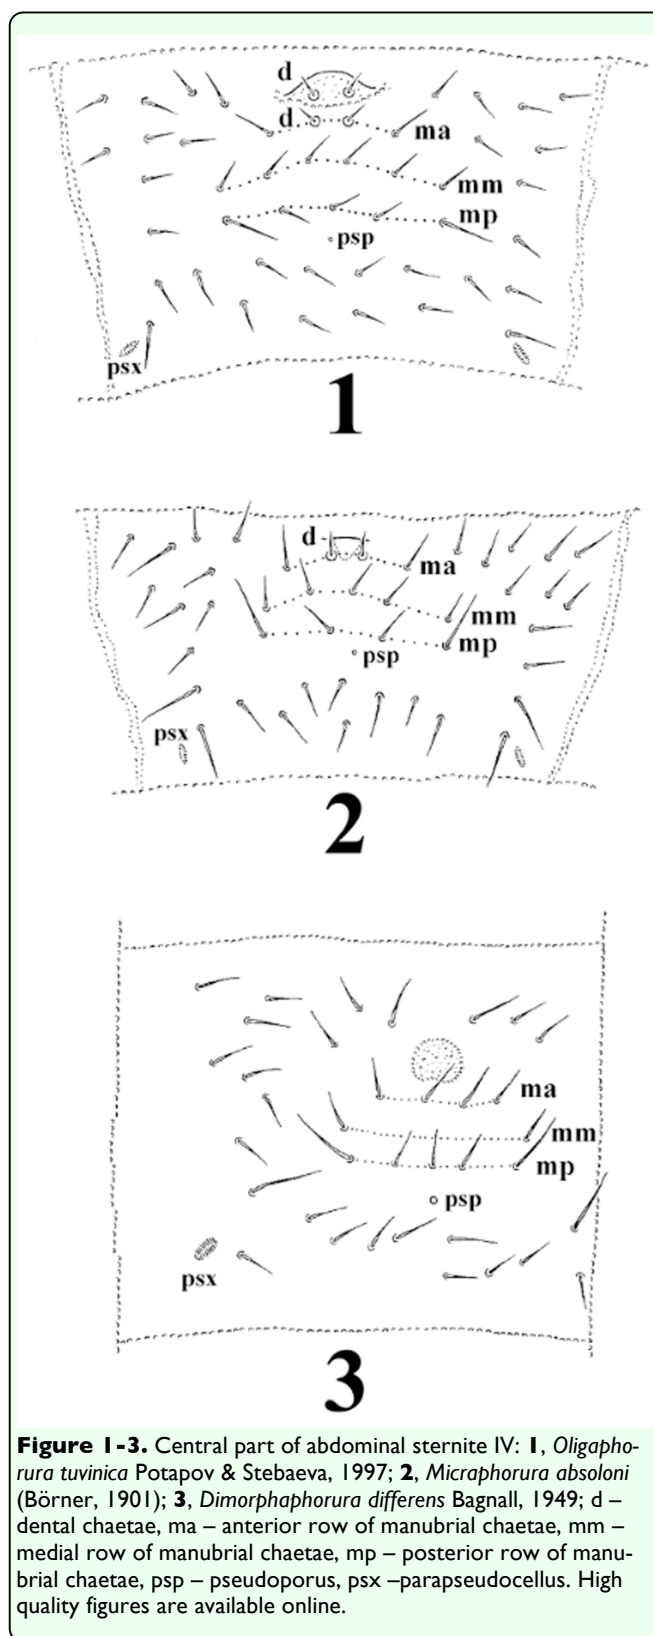 d
d
ma
mm
mp
psp
psx
1
d
ma
mm
mp
psp
psx
2
ma
mm
mp
psp
psx
3
Figure 1-3. Central part of abdominal sternite IV: 1, Oligapho-
rura tuvinica Potapov & Stebaeva, 1997; 2, Micraphorura absoloni
(Börner, 1901); 3, Dimorphaphorura differens Bagnall, 1949; d –
dental chaetae, ma – anterior row of manubrial chaetae, mm –
medial row of manubrial chaetae, mp – posterior row of manu-
brial chaetae, psp – pseudoporus, psx –parapseudocellus. High
quality figures are available online.